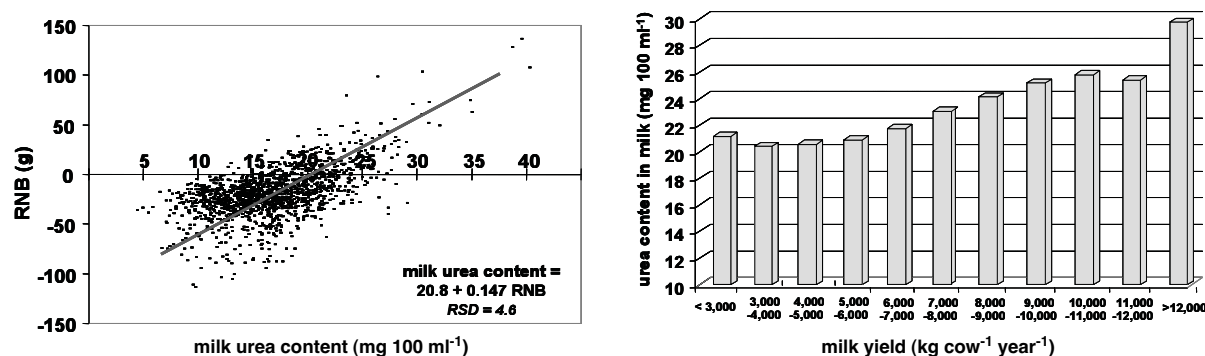 150
100
50
0
-50
-100
-150
5 10 15 20 25 30 35 40
RNB (g)
milk urea content =
20.8 + 0.147 RNB
RSD = 4.6
milk urea content (mg 100 ml⁻¹)
30
28
26
24
22
20
18
16
14
12
10
urea content in milk (mg 100 ml⁻¹)
< 3,000 3,000 4,000 5,000 6,000 7,000 8,000 9,000 10,000 11,000 >12,000
-4,000 -5,000 -6,000 -7,000 -8,000 -9,000 -10,000 -11,000 -12,000
milk yield (kg cow⁻¹ year⁻¹)